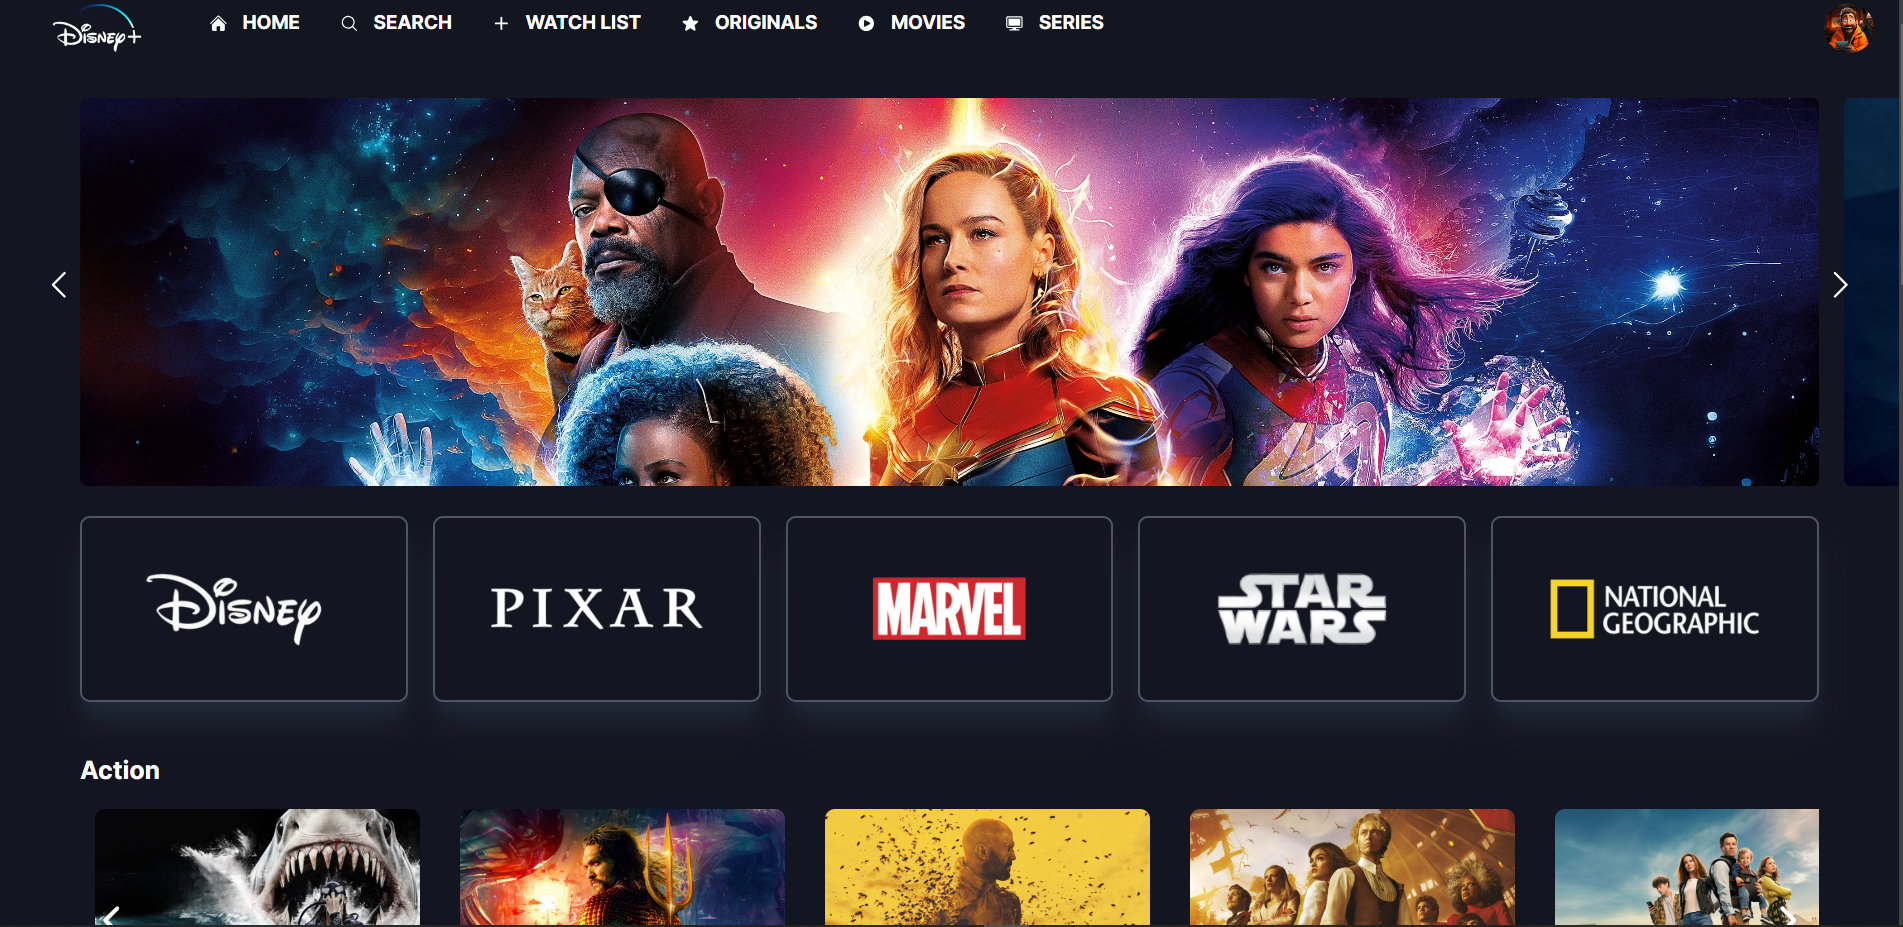 Disney+
HOME
SEARCH
WATCH LIST
ORIGINALS
MOVIES
SERIES
Disney
PIXAR
MARVEL
STAR
WARS
NATIONAL
GEOGRAPHIC
Action